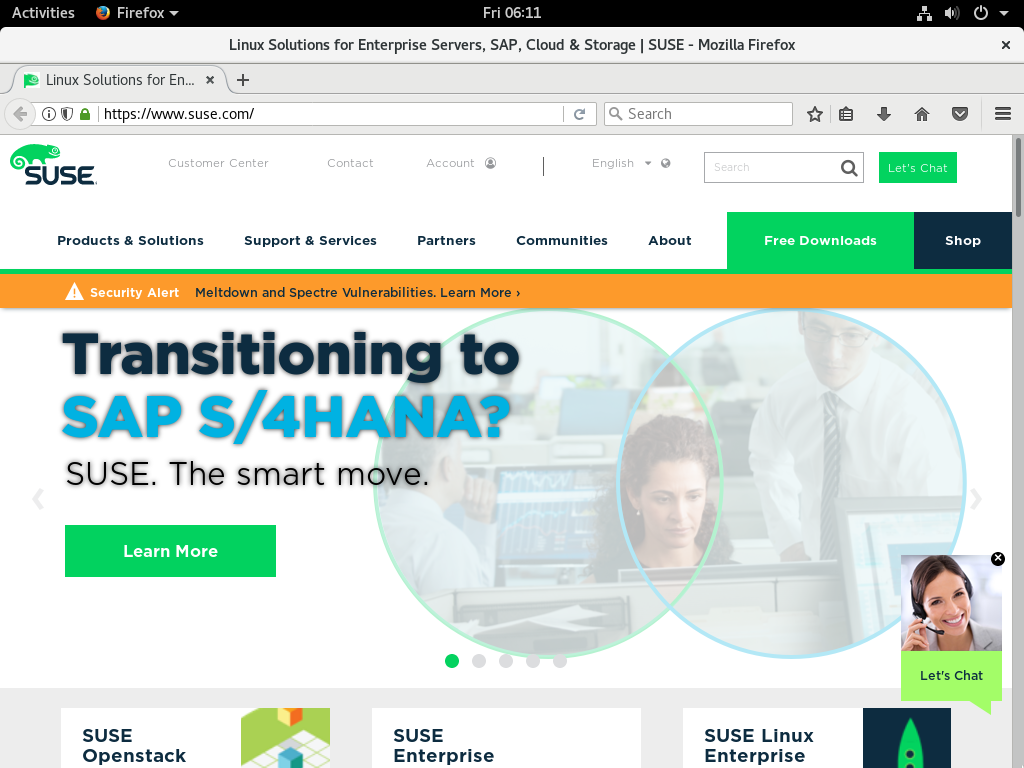 Activities Firefox Fri 06:11
Linux Solutions for Enterprise Servers, SAP, Cloud & Storage | SUSE - Mozilla Firefox
Linux Solutions for En...
https://www.suse.com/ Search
SUSE
Customer Center Contact Account English Search Let's Chat
Products & Solutions Support & Services Partners Communities About Free Downloads Shop
Security Alert Meltdown and Spectre Vulnerabilities. Learn More ›
Transitioning to
SAP S/4HANA?
SUSE. The smart move.
Learn More
Let's Chat
SUSE
Openstack
SUSE
Enterprise
SUSE Linux
Enterprise